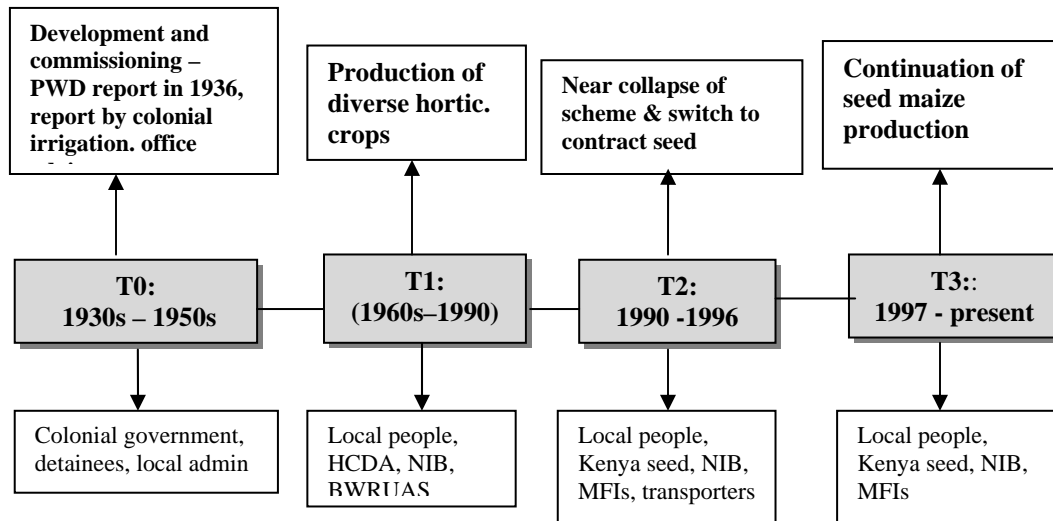 Development and
commissioning –
PWD report in 1936,
report by colonial
irrigation. office
Production of
diverse hortic.
crops
Near collapse of
scheme & switch to
contract seed
Continuation of
seed maize
production
T0:
1930s – 1950s
T1:
(1960s–1990)
T2:
1990 -1996
T3::
1997 - present
Colonial government,
detainees, local admin
Local people,
HCDA, NIB,
BWRUAS
Local people,
Kenya seed, NIB,
MFIs, transporters
Local people,
Kenya seed, NIB,
MFIs